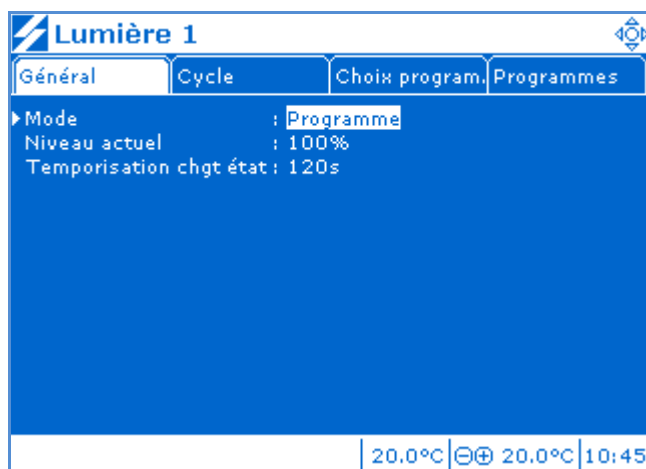 Lumière 1
Général Cycle Choix program. Programmes
Mode : Programme
Niveau actuel : 100%
Temporisation chgt état : 120s
20.0°C ⊖⊕ 20.0°C 10:45